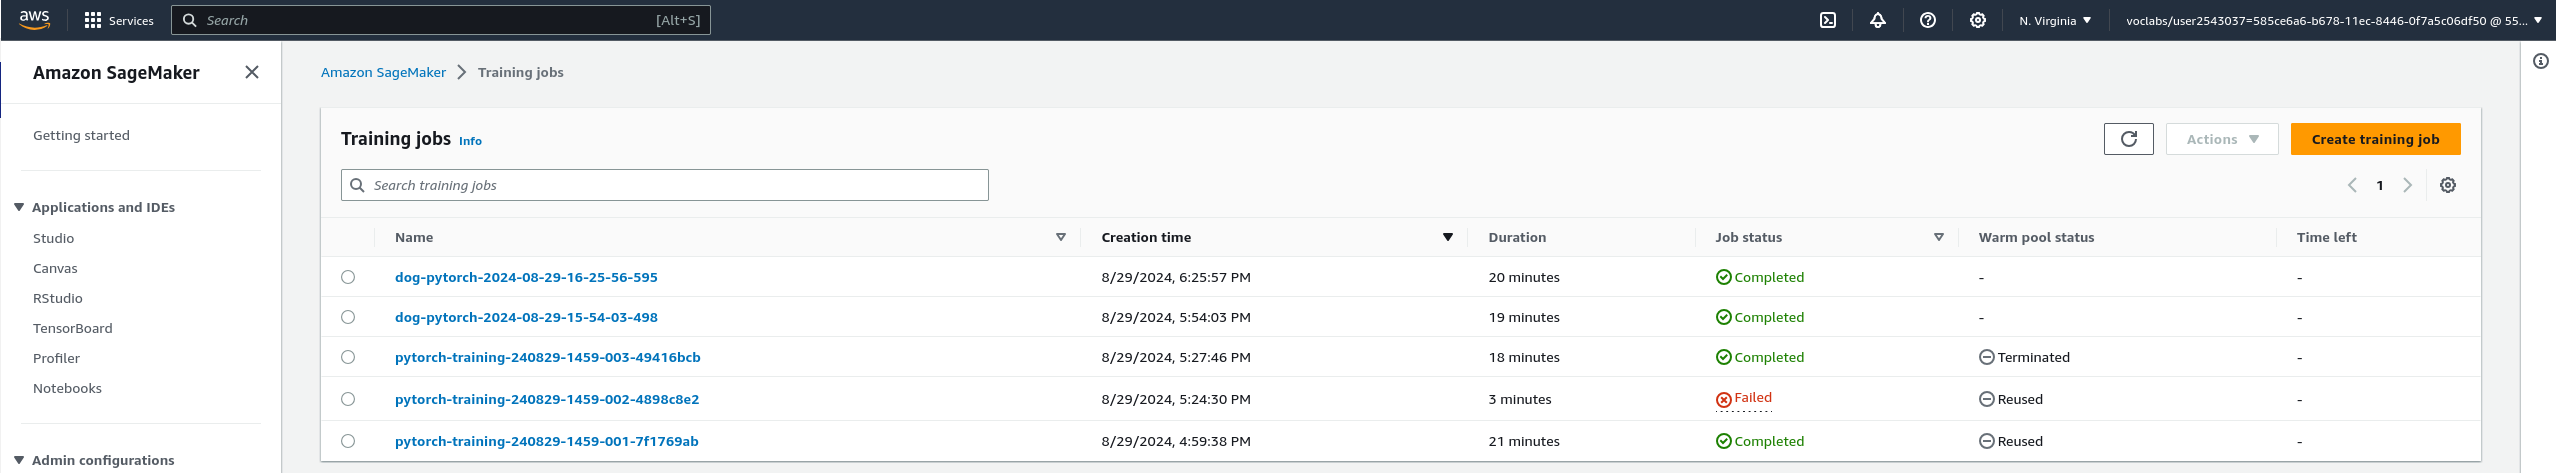 aws Services Search [Alt+S] N. Virginia ▼ voclabs/user2543037=585ce6a6-b678-11ec-8446-0f7a5c06df50 @ 55... ▼
Amazon SageMaker
Getting started
Applications and IDEs
Studio
Canvas
RStudio
TensorBoard
Profiler
Notebooks
Admin configurations
Amazon SageMaker > Training jobs
Training jobs Info
Actions ▼ Create training job
Search training jobs
1
Name Creation time Duration Job status Warm pool status Time left
dog-pytorch-2024-08-29-16-25-56-595 8/29/2024, 6:25:57 PM 20 minutes Completed - -
dog-pytorch-2024-08-29-15-54-03-498 8/29/2024, 5:54:03 PM 19 minutes Completed - -
pytorch-training-240829-1459-003-49416bcb 8/29/2024, 5:27:46 PM 18 minutes Completed Terminated -
pytorch-training-240829-1459-002-4898c8e2 8/29/2024, 5:24:30 PM 3 minutes Failed Reused -
pytorch-training-240829-1459-001-7f1769ab 8/29/2024, 4:59:38 PM 21 minutes Completed Reused -